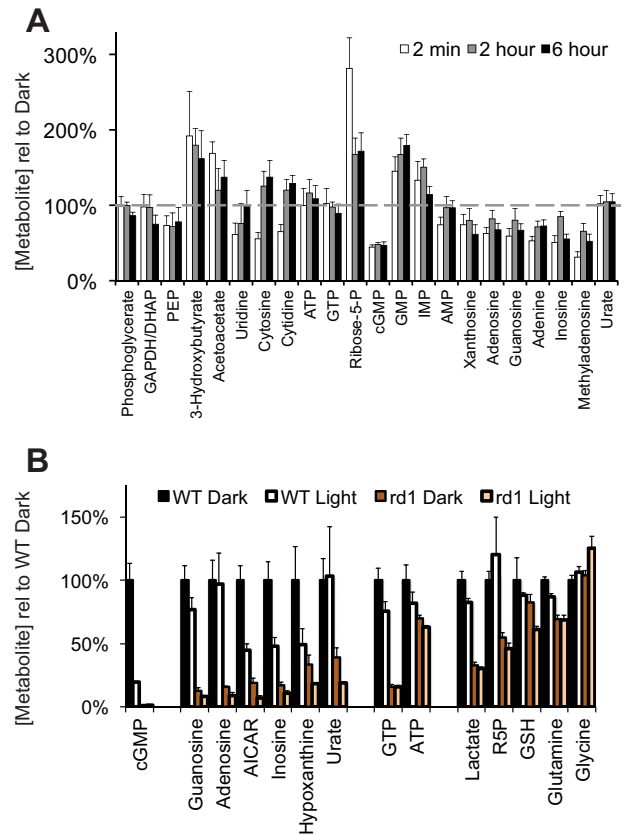 A
[Metabolite] rel to Dark
300%
200%
100%
0%
2 min 2 hour 6 hour
Phosphoglycerate
GAPDH/DHAP
PEP
3-Hydroxybutyrate
Acetoacetate
Uridine
Cytosine
Cytidine
ATP
GTP
Ribose-5-P
cGMP
GMP
IMP
AMP
Xanthosine
Adenosine
Guanosine
Adenine
Inosine
Methyladenosine
Urate
B
[Metabolite] rel to WT Dark
150%
100%
50%
0%
WT Dark WT Light rd1 Dark rd1 Light
cGMP
Guanosine
Adenosine
AICAR
Inosine
Hypoxanthine
Urate
GTP
ATP
Lactate
R5P
GSH
Glutamine
Glycine